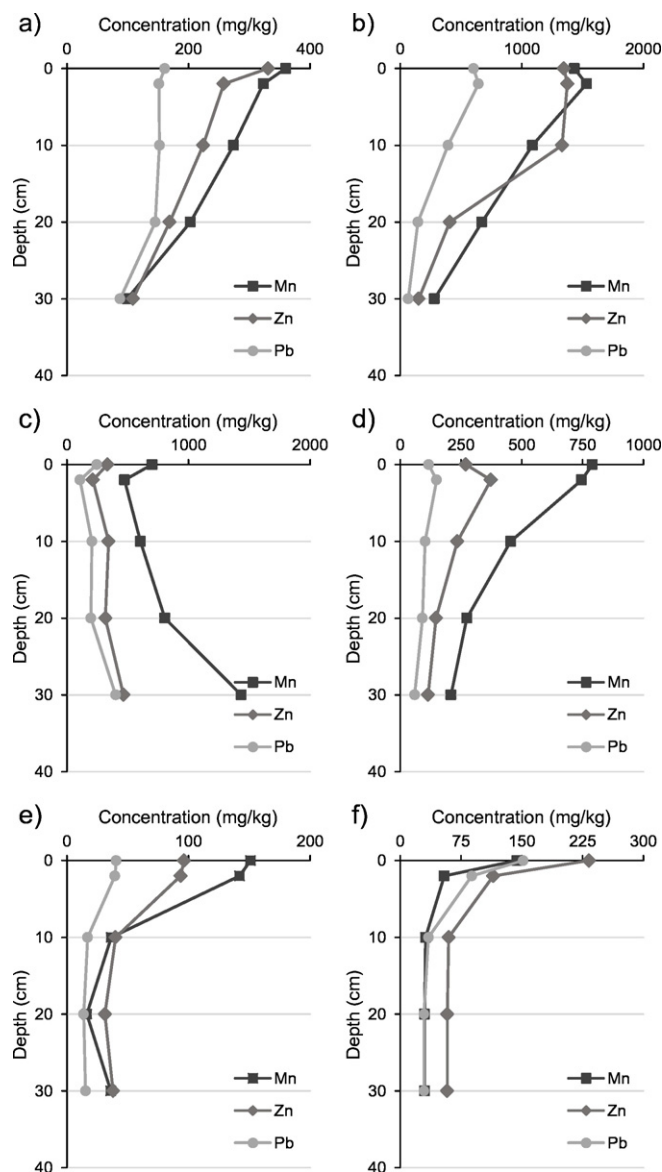 a) Concentration (mg/kg)
0 200 400
0
10
20
30
40
Depth (cm)
Mn
Zn
Pb
b) Concentration (mg/kg)
0 1000 2000
0
10
20
30
40
Depth (cm)
Mn
Zn
Pb
c) Concentration (mg/kg)
0 1000 2000
0
10
20
30
40
Depth (cm)
Mn
Zn
Pb
d) Concentration (mg/kg)
0 250 500 750 1000
0
10
20
30
40
Depth (cm)
Mn
Zn
Pb
e) Concentration (mg/kg)
0 100 200
0
10
20
30
40
Depth (cm)
Mn
Zn
Pb
f) Concentration (mg/kg)
0 75 150 225 300
0
10
20
30
40
Depth (cm)
Mn
Zn
Pb